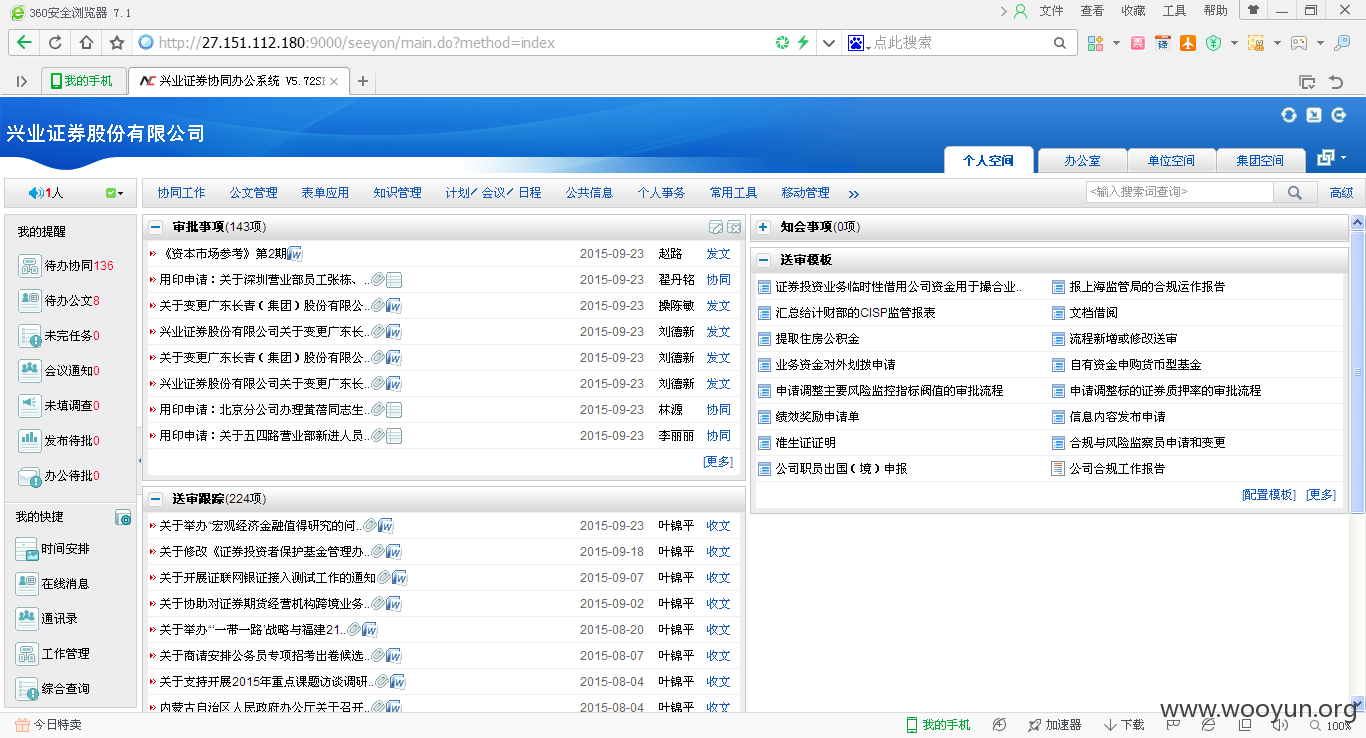 360安全浏览器 7.1
文件 查看 收藏 工具 帮助
http://27.151.112.180:9000/seeyon/main.do?method=index
点此搜索
我的手机
兴业证券协同办公系统 V5.72SI
兴业证券股份有限公司
个人空间 办公室 单位空间 集团空间
1人
协同工作 公文管理 表单应用 知识管理 计划/会议/日程 公共信息 个人事务 常用工具 移动管理 »
<输入搜索词查询>
高级
我的提醒
待办协同136
待办公文8
未完任务0
会议通知0
未填调查0
发布待批0
办公待批0
我的快捷
时间安排
在线消息
通讯录
工作管理
综合查询
审批事项(143项)
《资本市场参考》第2期 2015-09-23 赵路 发文
用印申请：关于深圳营业部员工张栋、.. 2015-09-23 翟丹铭 协同
关于变更广东长青（集团）股份有限公.. 2015-09-23 操陈敏 发文
兴业证券股份有限公司关于变更广东长.. 2015-09-23 刘德新 发文
关于变更广东长青（集团）股份有限公.. 2015-09-23 刘德新 发文
兴业证券股份有限公司关于变更广东长.. 2015-09-23 刘德新 发文
用印申请：北京分公司办理黄蓓同志生.. 2015-09-23 林源 协同
用印申请：关于五四路营业部新进人员.. 2015-09-23 李丽丽 协同
[更多]
送审跟踪(224项)
关于举办“宏观经济金融值得研究的问.. 2015-09-23 叶锦平 收文
关于修改《证券投资者保护基金管理办.. 2015-09-18 叶锦平 收文
关于开展证联网银证接入测试工作的通知 2015-09-07 叶锦平 收文
关于协助对证券期货经营机构跨境业务.. 2015-09-02 叶锦平 收文
关于举办“‘一带一路’战略与福建21.. 2015-08-20 叶锦平 收文
关于商请安排公务员专项招考出卷候选.. 2015-08-07 叶锦平 收文
关于支持开展2015年重点课题访谈调研.. 2015-08-04 叶锦平 收文
内蒙古自治区人民政府办公厅关于召开.. 2015-08-04 叶锦平 收文
知会事项(0项)
送审模板
证券投资业务临时性借用公司资金用于撮合业.. 报上海监管局的合规运作报告
汇总给计财部的CISP监管报表 文档借阅
提取住房公积金 流程新增或修改送审
业务资金对外划拨申请 自有资金申购货币型基金
申请调整主要风险监控指标阀值的审批流程 申请调整标的证券质押率的审批流程
绩效奖励申请单 信息内容发布申请
准生证证明 合规与风险监察员申请和变更
公司职员出国（境）申报 公司合规工作报告
[配置模板] [更多]
今日特卖
我的手机 加速器 下载 100%
www.wooyun.org